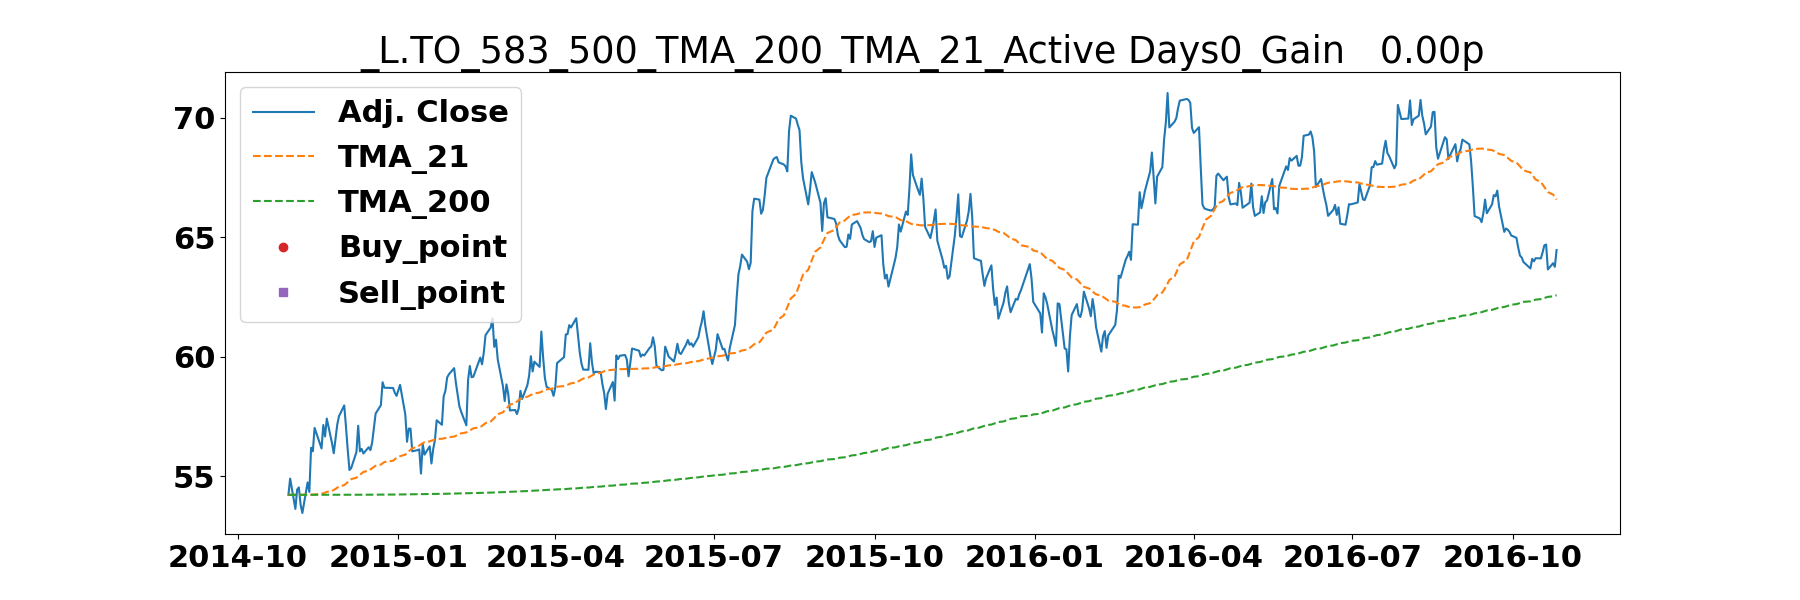 _L.TO_583_500_TMA_200_TMA_21_Active Days0_Gain   0.00p
Adj. Close
TMA_21
TMA_200
Buy_point
Sell_point
70
65
60
55
2014-10 2015-01 2015-04 2015-07 2015-10 2016-01 2016-04 2016-07 2016-10